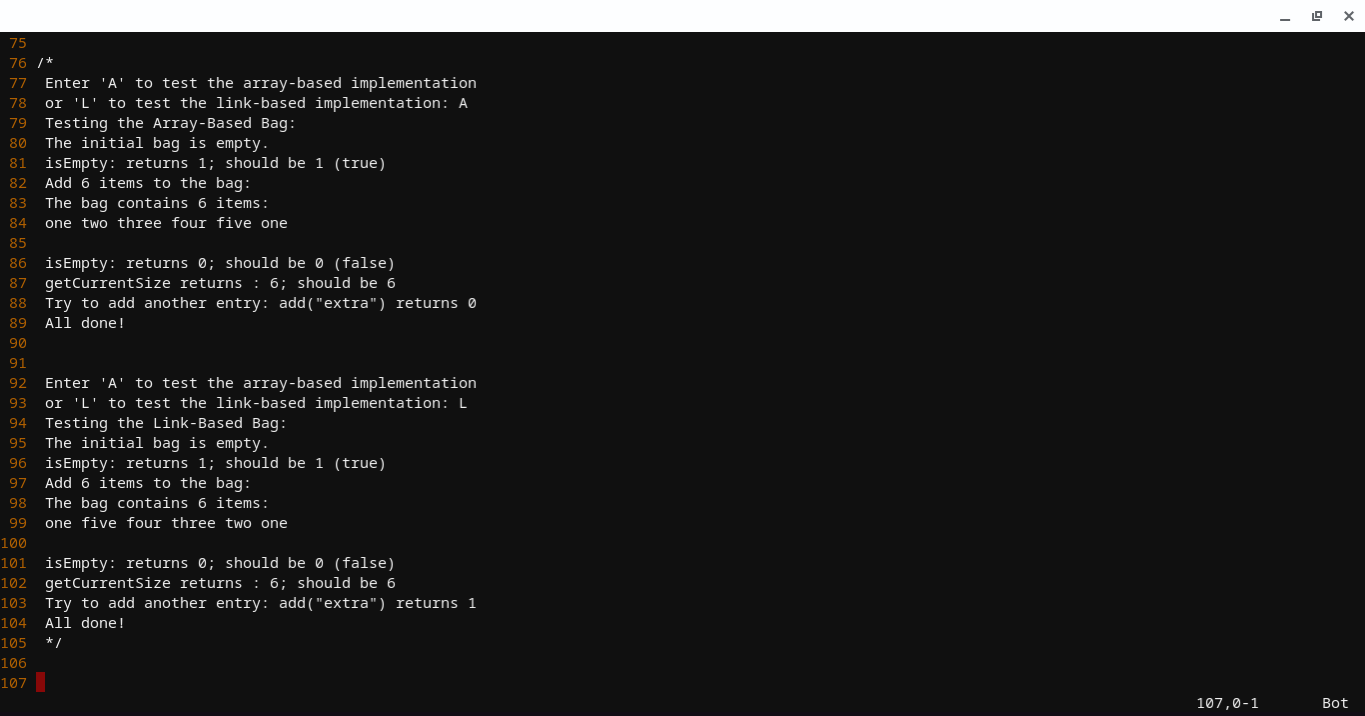 75
76 /*
77  Enter 'A' to test the array-based implementation
78  or 'L' to test the link-based implementation: A
79  Testing the Array-Based Bag:
80  The initial bag is empty.
81  isEmpty: returns 1; should be 1 (true)
82  Add 6 items to the bag:
83  The bag contains 6 items:
84  one two three four five one
85
86  isEmpty: returns 0; should be 0 (false)
87  getCurrentSize returns : 6; should be 6
88  Try to add another entry: add("extra") returns 0
89  All done!
90
91
92  Enter 'A' to test the array-based implementation
93  or 'L' to test the link-based implementation: L
94  Testing the Link-Based Bag:
95  The initial bag is empty.
96  isEmpty: returns 1; should be 1 (true)
97  Add 6 items to the bag:
98  The bag contains 6 items:
99  one five four three two one
100
101  isEmpty: returns 0; should be 0 (false)
102  getCurrentSize returns : 6; should be 6
103  Try to add another entry: add("extra") returns 1
104  All done!
105  */
106
107
107,0-1 Bot